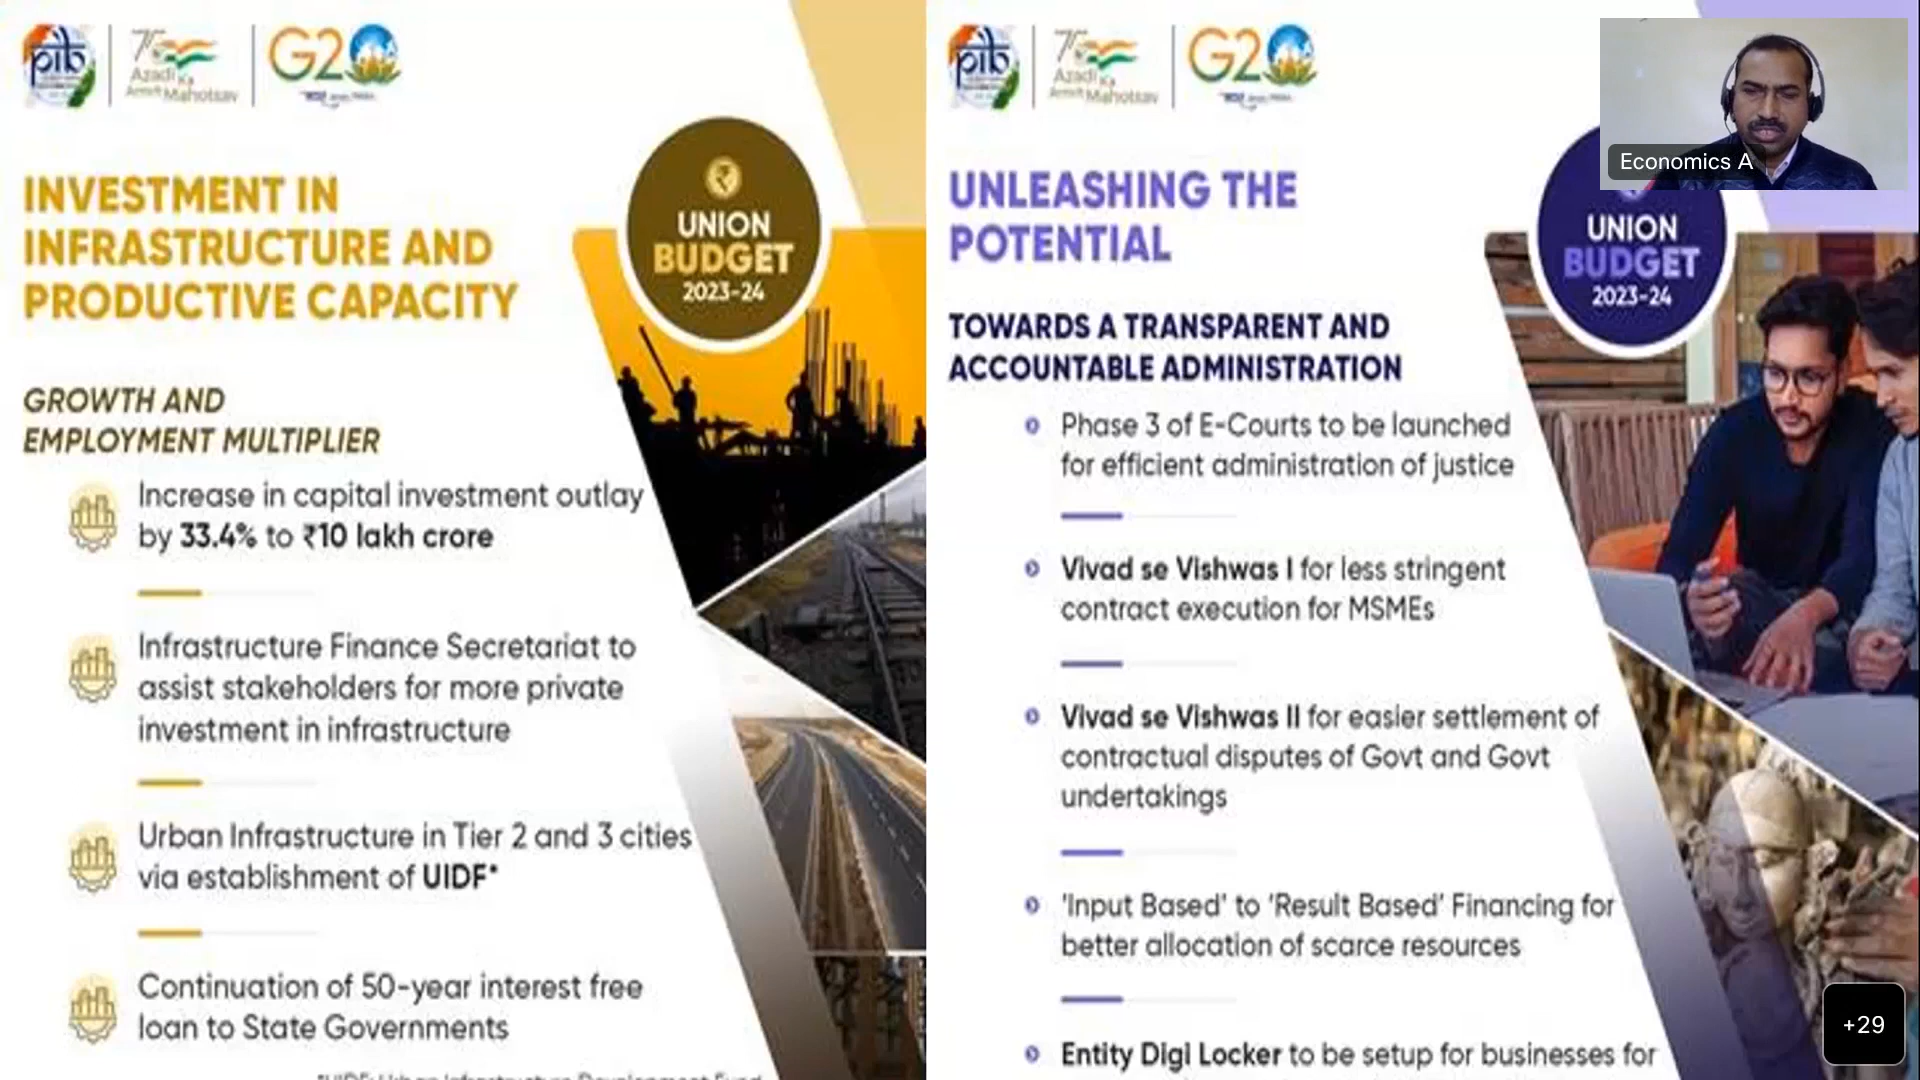 pib
75
Azadi Ka
Amrit Mahotsav
G20
INVESTMENT IN
INFRASTRUCTURE AND
PRODUCTIVE CAPACITY
UNION
BUDGET
2023-24
GROWTH AND
EMPLOYMENT MULTIPLIER
Increase in capital investment outlay
by 33.4% to ₹10 lakh crore
Infrastructure Finance Secretariat to
assist stakeholders for more private
investment in infrastructure
Urban Infrastructure in Tier 2 and 3 cities
via establishment of UIDF*
Continuation of 50-year interest free
loan to State Governments
pib
75
Azadi Ka
Amrit Mahotsav
G20
Economics A
UNLEASHING THE
POTENTIAL
UNION
BUDGET
2023-24
TOWARDS A TRANSPARENT AND
ACCOUNTABLE ADMINISTRATION
Phase 3 of E-Courts to be launched
for efficient administration of justice
Vivad se Vishwas I for less stringent
contract execution for MSMEs
Vivad se Vishwas II for easier settlement of
contractual disputes of Govt and Govt
undertakings
'Input Based' to 'Result Based' Financing for
better allocation of scarce resources
Entity Digi Locker to be setup for businesses for
+29